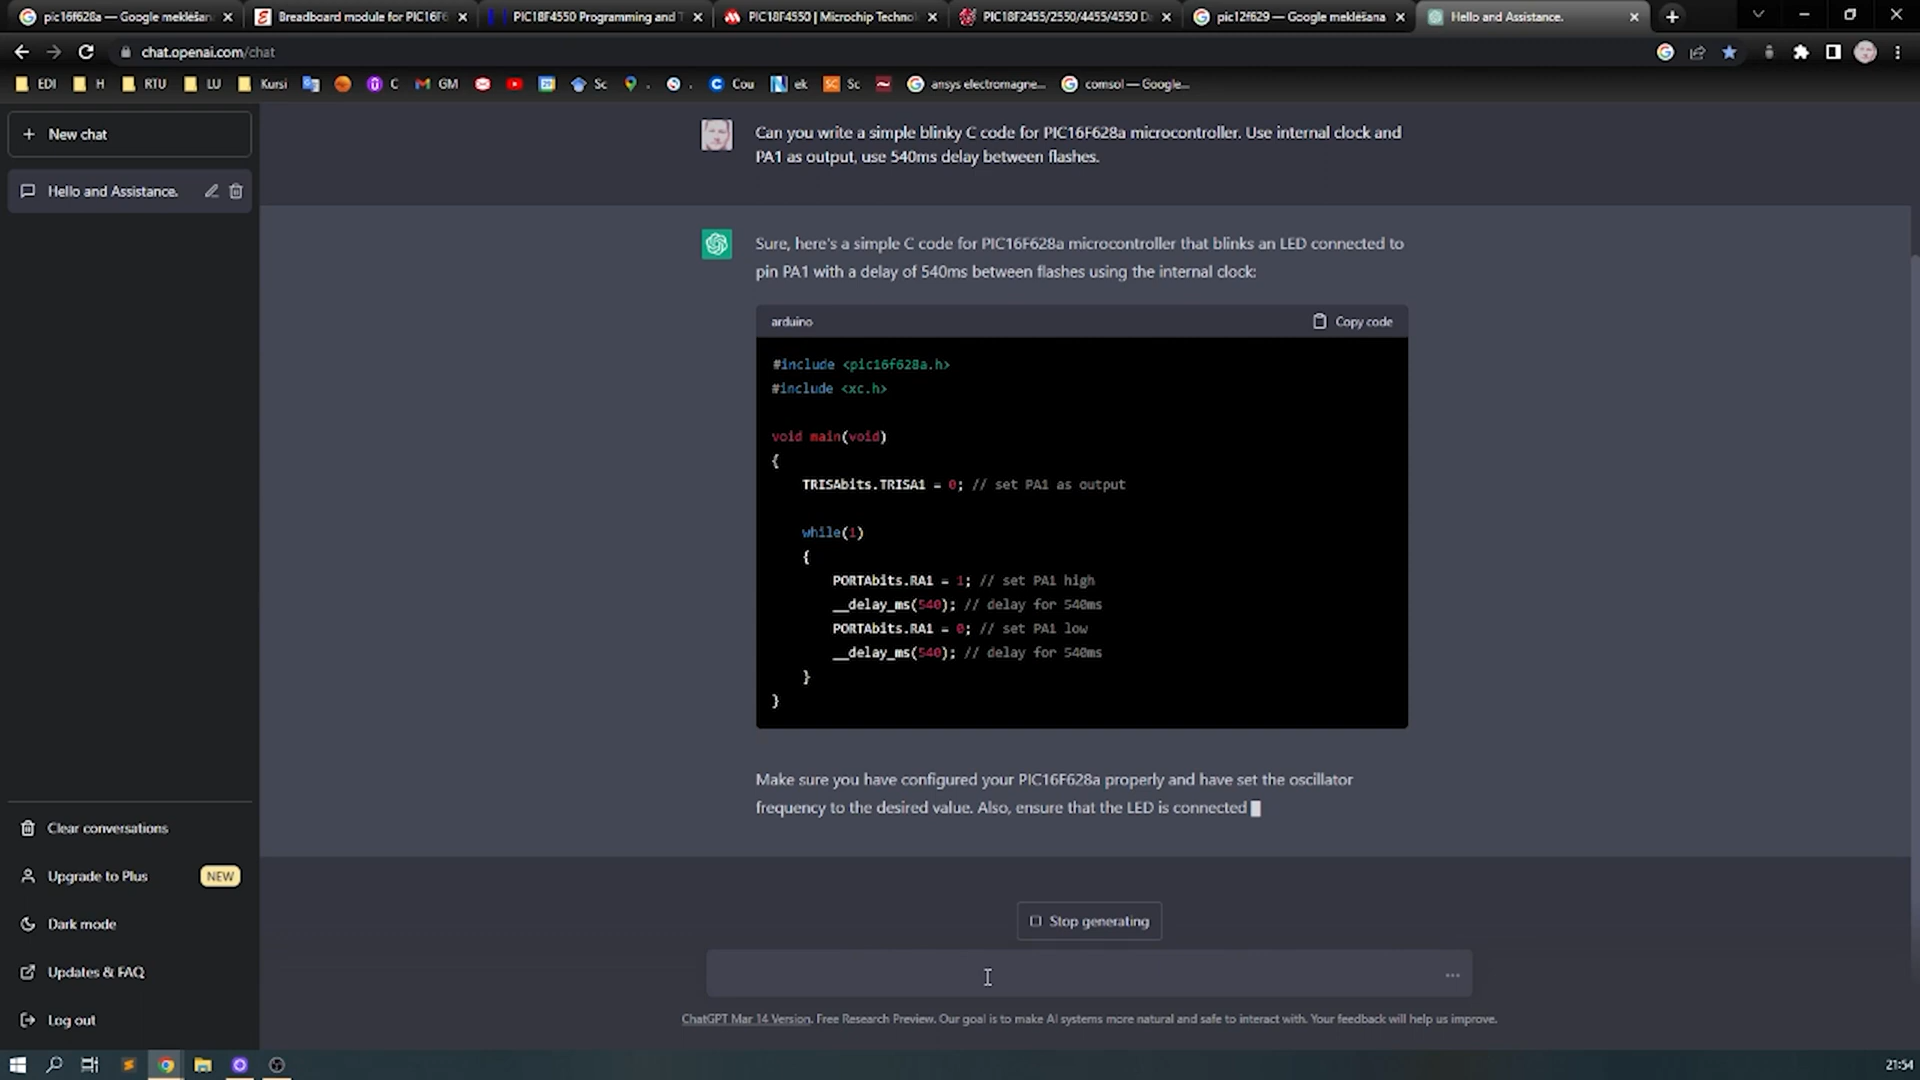 pic16f628a — Google meklēšan
Breadboard module for PIC16F6
PIC18F4550 Programming and T
PIC18F4550 | Microchip Techno
PIC18F2455/2550/4455/4550 D
pic12f629 — Google meklēšana
Hello and Assistance.
chat.openai.com/chat
EDI
H
RTU
LU
Kursi
C
GM
Sc
.
.
Cou
ek
Sc
ansys electromagne...
comsol — Google...
+ New chat
Hello and Assistance.
Can you write a simple blinky C code for PIC16F628a microcontroller. Use internal clock and
PA1 as output, use 540ms delay between flashes.
Sure, here's a simple C code for PIC16F628a microcontroller that blinks an LED connected to
pin PA1 with a delay of 540ms between flashes using the internal clock:
arduino
Copy code
#include <pic16f628a.h>
#include <xc.h>
void main(void)
{
TRISAbits.TRISA1 = 0; // set PA1 as output
while(1)
{
PORTAbits.RA1 = 1; // set PA1 high
__delay_ms(540); // delay for 540ms
PORTAbits.RA1 = 0; // set PA1 low
__delay_ms(540); // delay for 540ms
}
}
Make sure you have configured your PIC16F628a properly and have set the oscillator
frequency to the desired value. Also, ensure that the LED is connected
Clear conversations
Upgrade to Plus
NEW
Dark mode
Updates & FAQ
Log out
Stop generating
...
ChatGPT Mar 14 Version. Free Research Preview. Our goal is to make AI systems more natural and safe to interact with. Your feedback will help us improve.
21:54